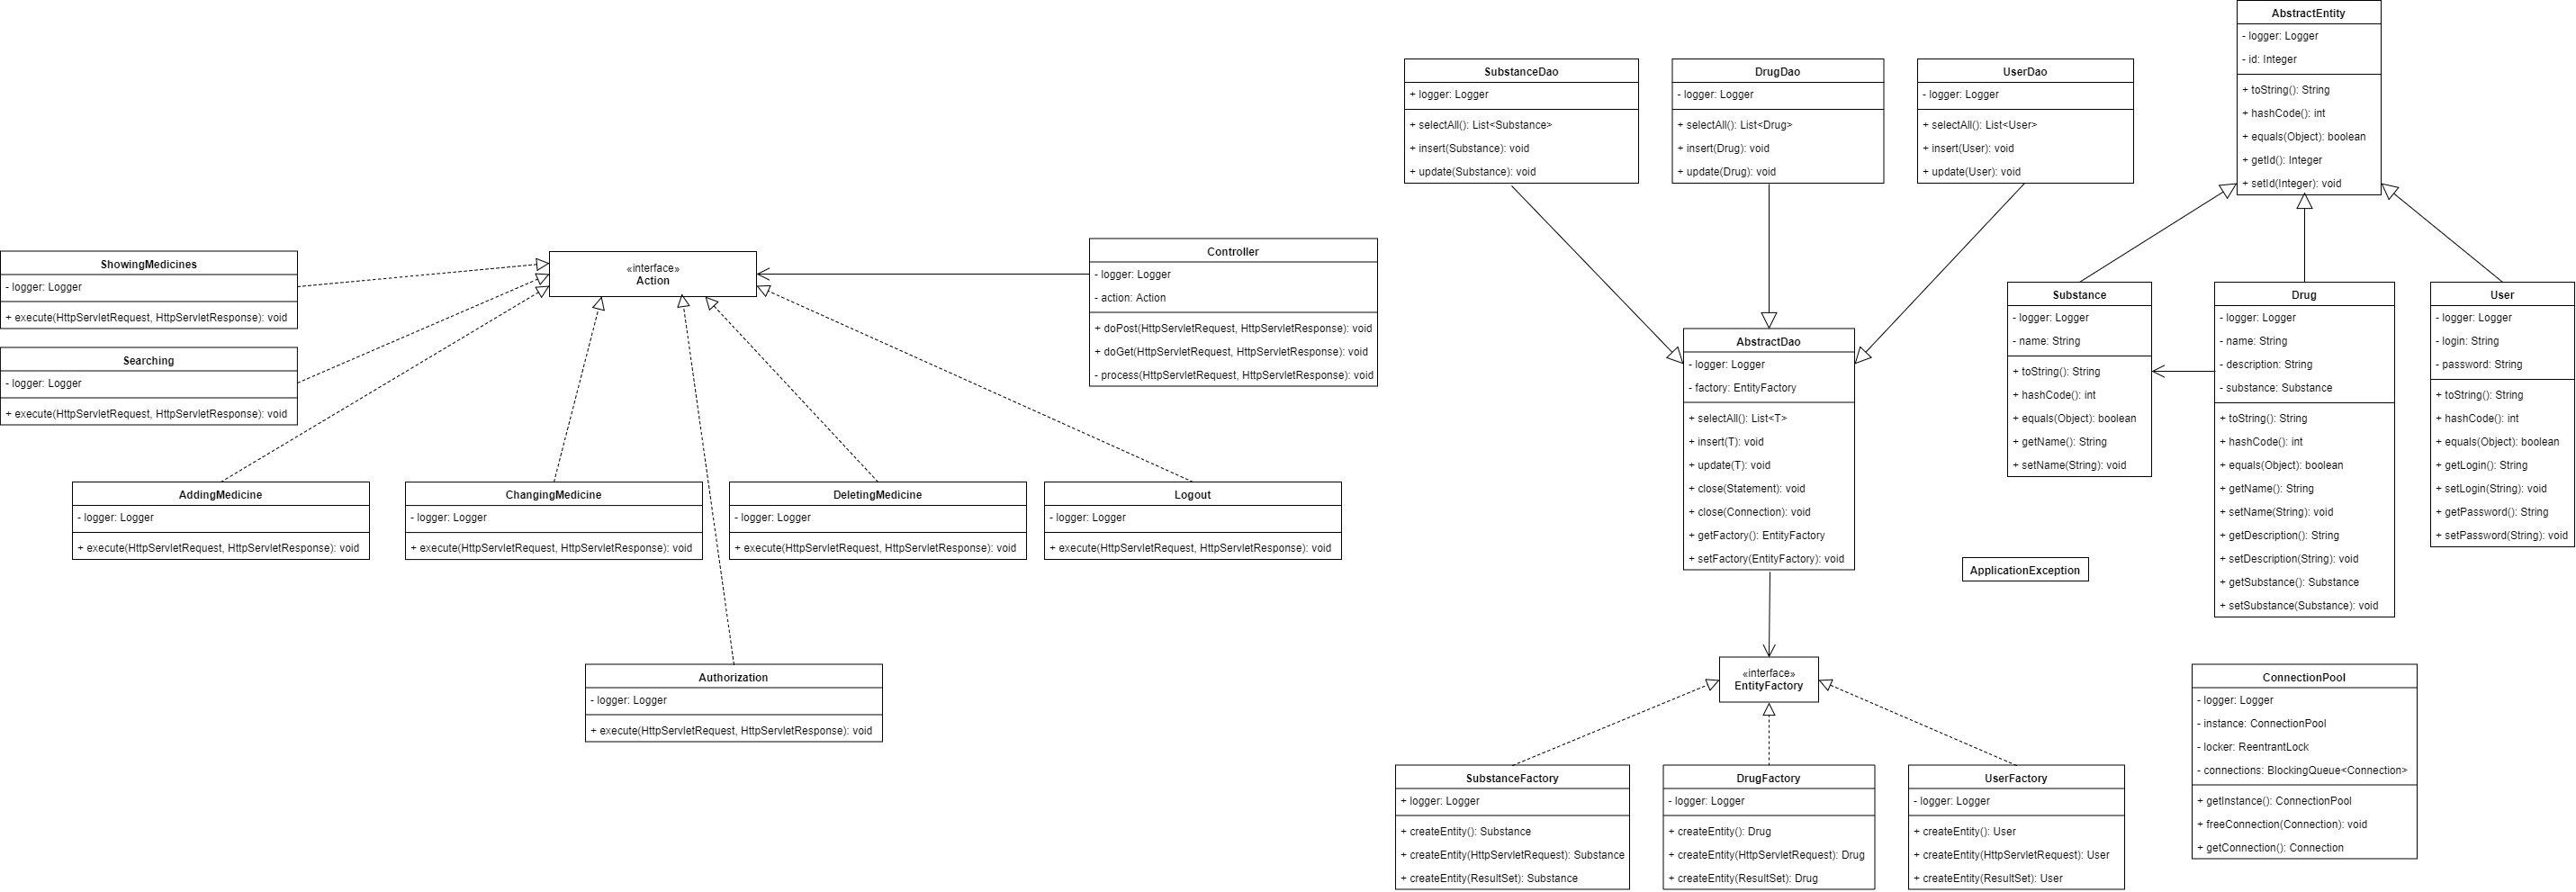 AbstractEntity
- logger: Logger
- id: Integer
+ toString(): String
+ hashCode(): int
+ equals(Object): boolean
+ getId(): Integer
+ setId(Integer): void
SubstanceDao
+ logger: Logger
+ selectAll(): List<Substance>
+ insert(Substance): void
+ update(Substance): void
DrugDao
- logger: Logger
+ selectAll(): List<Drug>
+ insert(Drug): void
+ update(Drug): void
UserDao
- logger: Logger
+ selectAll(): List<User>
+ insert(User): void
+ update(User): void
ShowingMedicines
- logger: Logger
+ execute(HttpServletRequest, HttpServletResponse): void
«interface»
Action
Controller
- logger: Logger
- action: Action
+ doPost(HttpServletRequest, HttpServletResponse): void
+ doGet(HttpServletRequest, HttpServletResponse): void
- process(HttpServletRequest, HttpServletResponse): void
Searching
- logger: Logger
+ execute(HttpServletRequest, HttpServletResponse): void
AbstractDao
- logger: Logger
- factory: EntityFactory
+ selectAll(): List<T>
+ insert(T): void
+ update(T): void
+ close(Statement): void
+ close(Connection): void
+ getFactory(): EntityFactory
+ setFactory(EntityFactory): void
Substance
- logger: Logger
- name: String
+ toString(): String
+ hashCode(): int
+ equals(Object): boolean
+ getName(): String
+ setName(String): void
Drug
- logger: Logger
- name: String
- description: String
- substance: Substance
+ toString(): String
+ hashCode(): int
+ equals(Object): boolean
+ getName(): String
+ setName(String): void
+ getDescription(): String
+ setDescription(String): void
+ getSubstance(): Substance
+ setSubstance(Substance): void
User
- logger: Logger
- login: String
- password: String
+ toString(): String
+ hashCode(): int
+ equals(Object): boolean
+ getLogin(): String
+ setLogin(String): void
+ getPassword(): String
+ setPassword(String): void
AddingMedicine
- logger: Logger
+ execute(HttpServletRequest, HttpServletResponse): void
ChangingMedicine
- logger: Logger
+ execute(HttpServletRequest, HttpServletResponse): void
DeletingMedicine
- logger: Logger
+ execute(HttpServletRequest, HttpServletResponse): void
Logout
- logger: Logger
+ execute(HttpServletRequest, HttpServletResponse): void
ApplicationException
Authorization
- logger: Logger
+ execute(HttpServletRequest, HttpServletResponse): void
«interface»
EntityFactory
ConnectionPool
- logger: Logger
- instance: ConnectionPool
- locker: ReentrantLock
- connections: BlockingQueue<Connection>
+ getInstance(): ConnectionPool
+ freeConnection(Connection): void
+ getConnection(): Connection
SubstanceFactory
+ logger: Logger
+ createEntity(): Substance
+ createEntity(HttpServletRequest): Substance
+ createEntity(ResultSet): Substance
DrugFactory
- logger: Logger
+ createEntity(): Drug
+ createEntity(HttpServletRequest): Drug
+ createEntity(ResultSet): Drug
UserFactory
- logger: Logger
+ createEntity(): User
+ createEntity(HttpServletRequest): User
+ createEntity(ResultSet): User